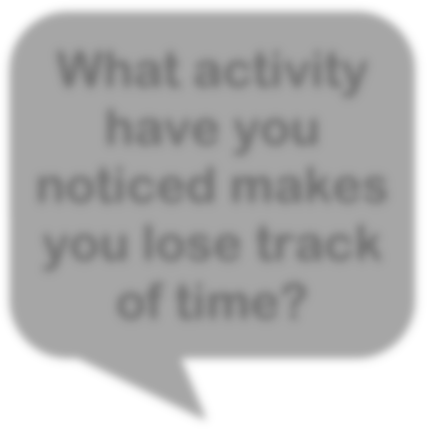 What activity
have you
noticed makes
you lose track
of time?